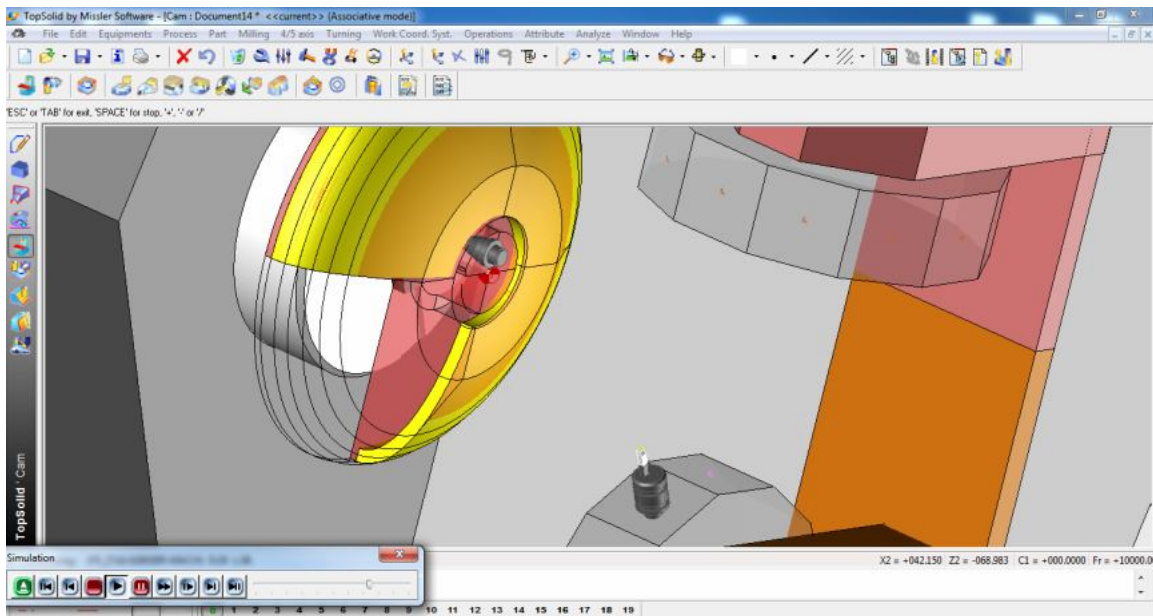 TopSolid by Missler Software - [Cam : Document14 * <<current>> (Associative mode)]
File Edit Equipments Process Part Milling 4/5 axis Turning Work Coord. Syst. Operations Attribute Analyze Window Help
'ESC' or 'TAB' for exit, 'SPACE' for stop, '+', '-' or '/'
TopSolid 'Cam
Simulation
X2 = +042.150 Z2 = -068.983 C1 = +000.0000 Fr = +10000.0
0 1 2 3 4 5 6 7 8 9 10 11 12 13 14 15 16 17 18 19